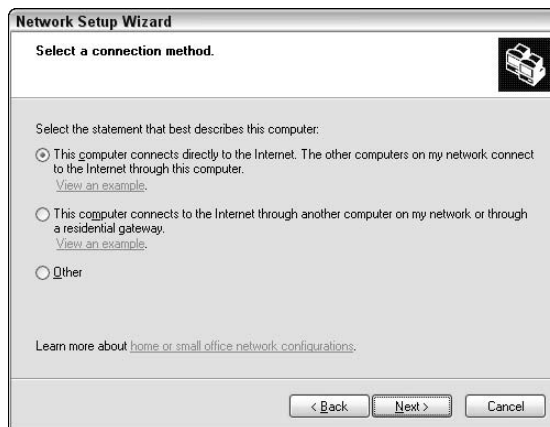 Network Setup Wizard
Select a connection method.
Select the statement that best describes this computer:
This computer connects directly to the Internet. The other computers on my network connect
to the Internet through this computer.
View an example.
This computer connects to the Internet through another computer on my network or through
a residential gateway.
View an example.
Other
Learn more about home or small office network configurations.
< Back Next > Cancel